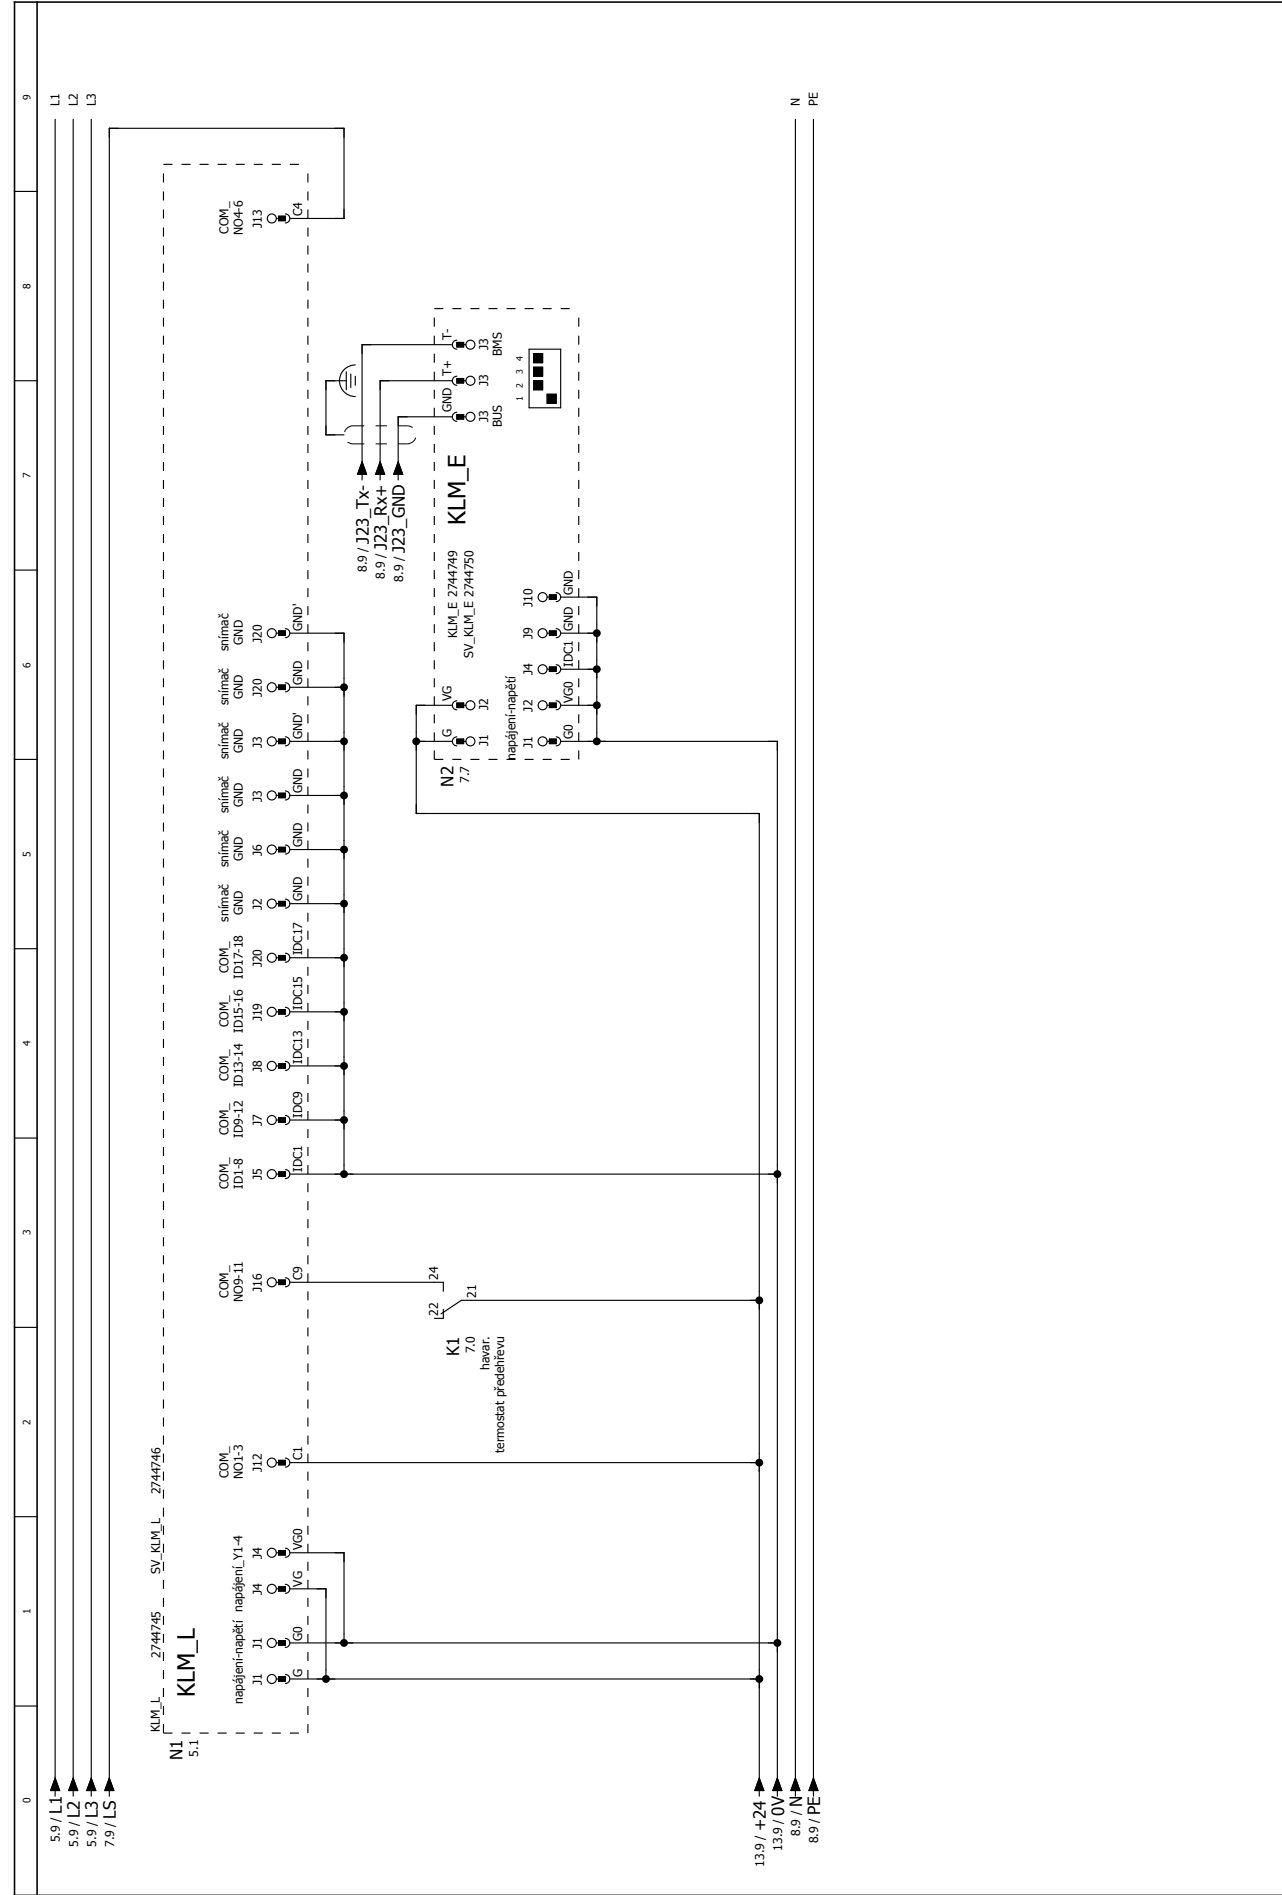 0
1
2
3
4
5
6
7
8
9
5.9 / L1
5.9 / L2
5.9 / L3
7.9 / LS
L1
L2
L3
KLM_L 2744745 SV_KLM_L 2744746
N1
5.1
KLM_L
napájení-napětí
J1
G
J1
G0
napájení_Y1-4
J4
VG
J4
VG0
COM_
NO1-3
J12
C1
COM_
NO9-11
J16
C9
COM_
ID1-8
J5
IDC1
COM_
ID9-12
J7
IDC9
COM_
ID13-14
J8
IDC13
COM_
ID15-16
J19
IDC15
COM_
ID17-18
J20
IDC17
snímač
GND
J2
GND
snímač
GND
J6
GND
snímač
GND
J3
GND
snímač
GND
J3
GND'
snímač
GND
J20
GND
snímač
GND
J20
GND'
COM_
NO4-6
J13
C4
24
22
21
K1
7.0
havar.
termostat předehřevu
8.9 / J23_Tx-
8.9 / J23_Rx+
8.9 / J23_GND
N2
7.7
KLM_E 2744749
SV_KLM_E 2744750
KLM_E
G
J1
VG
J2
GND
J3
BUS
T+
J3
T-
J3
BMS
1 2 3 4
napájení-napětí
J1
G0
J2
VG0
J4
IDC1
J9
GND
J10
GND
13.9 / +24
13.9 / 0V
8.9 / N
8.9 / PE
N
PE